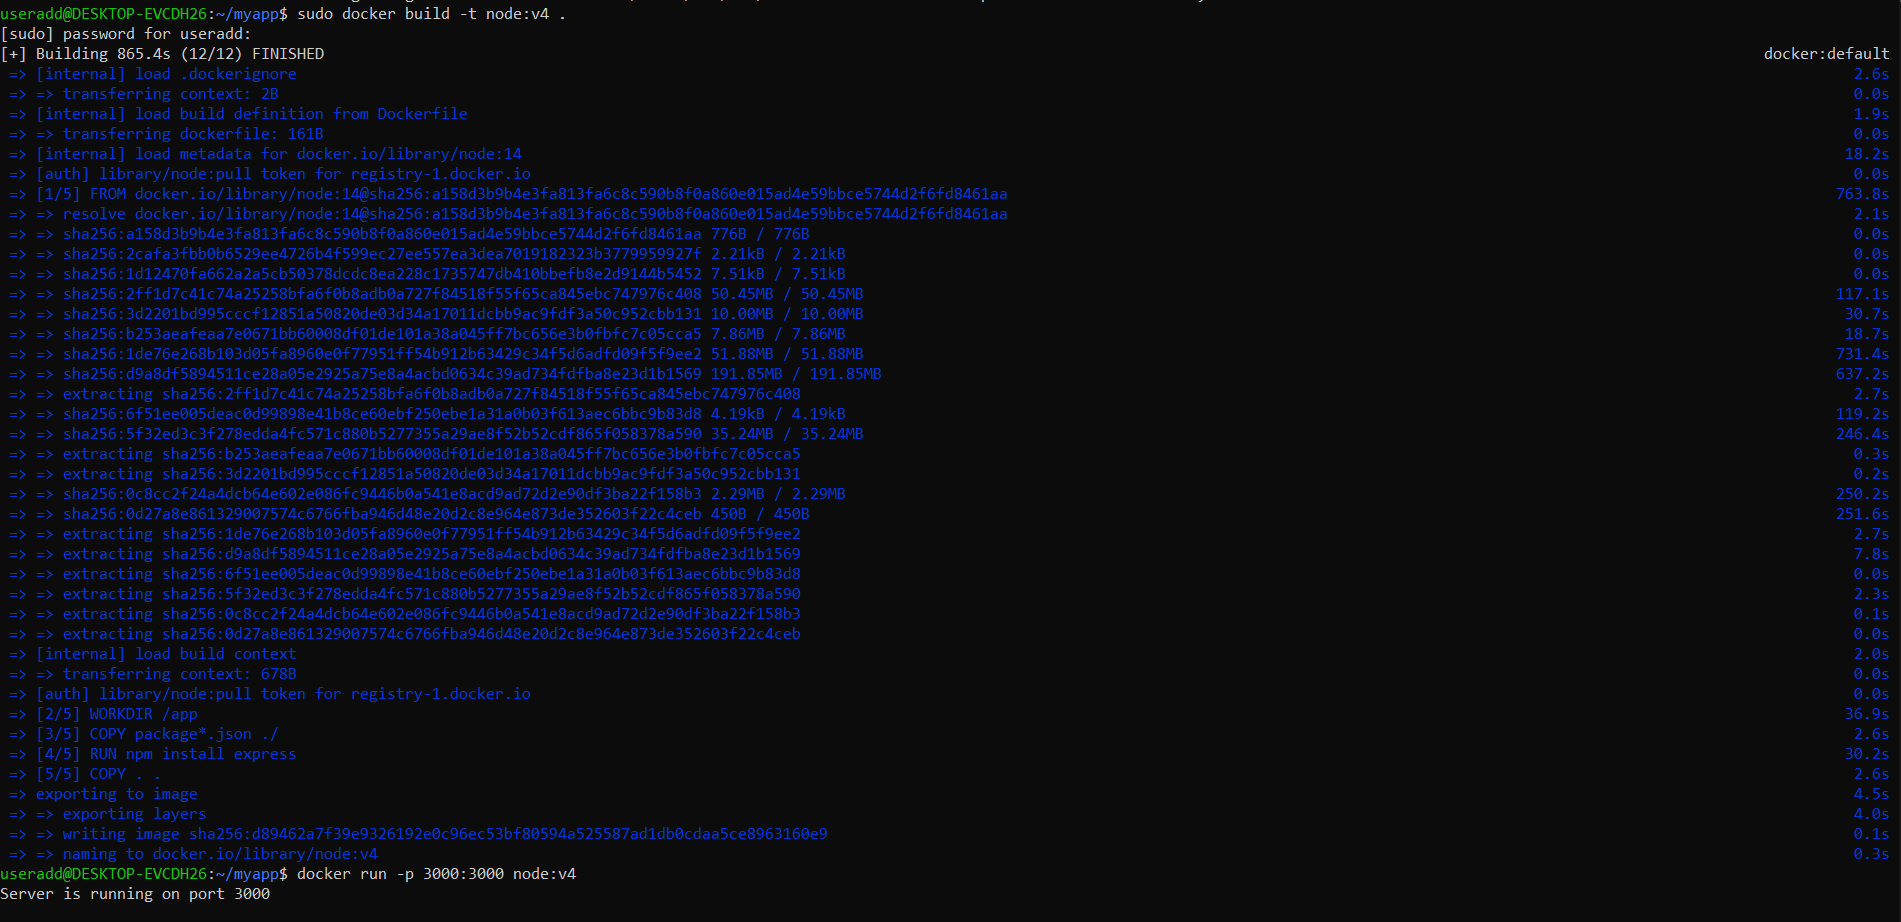 useradd@DESKTOP-EVCDH26:~/myapp$ sudo docker build -t node:v4 .
[sudo] password for useradd:
[+] Building 865.4s (12/12) FINISHED docker:default
=> [internal] load .dockerignore 2.6s
=> => transferring context: 2B 0.0s
=> [internal] load build definition from Dockerfile 1.9s
=> => transferring dockerfile: 161B 0.0s
=> [internal] load metadata for docker.io/library/node:14 18.2s
=> [auth] library/node:pull token for registry-1.docker.io 0.0s
=> [1/5] FROM docker.io/library/node:14@sha256:a158d3b9b4e3fa813fa6c8c590b8f0a860e015ad4e59bbce5744d2f6fd8461aa 763.8s
=> => resolve docker.io/library/node:14@sha256:a158d3b9b4e3fa813fa6c8c590b8f0a860e015ad4e59bbce5744d2f6fd8461aa 2.1s
=> => sha256:a158d3b9b4e3fa813fa6c8c590b8f0a860e015ad4e59bbce5744d2f6fd8461aa 776B / 776B 0.0s
=> => sha256:2cafa3fbb0b6529ee4726b4f599ec27ee557ea3dea7019182323b3779959927f 2.21kB / 2.21kB 0.0s
=> => sha256:1d12470fa662a2a5cb50378dcdc8ea228c1735747db410bbefb8e2d9144b5452 7.51kB / 7.51kB 0.0s
=> => sha256:2ff1d7c41c74a25258bfa6f0b8adb0a727f84518f55f65ca845ebc747976c408 50.45MB / 50.45MB 117.1s
=> => sha256:3d2201bd995cccf12851a50820de03d34a17011dcbb9ac9fdf3a50c952cbb131 10.00MB / 10.00MB 30.7s
=> => sha256:b253aeafeaa7e0671bb60008df01de101a38a045ff7bc656e3b0fbfc7c05cca5 7.86MB / 7.86MB 18.7s
=> => sha256:1de76e268b103d05fa8960e0f77951ff54b912b63429c34f5d6adfd09f5f9ee2 51.88MB / 51.88MB 731.4s
=> => sha256:d9a8df5894511ce28a05e2925a75e8a4acbd0634c39ad734fdfba8e23d1b1569 191.85MB / 191.85MB 637.2s
=> => extracting sha256:2ff1d7c41c74a25258bfa6f0b8adb0a727f84518f55f65ca845ebc747976c408 2.7s
=> => sha256:6f51ee005deac0d99898e41b8ce60ebf250ebe1a31a0b03f613aec6bbc9b83d8 4.19kB / 4.19kB 119.2s
=> => sha256:5f32ed3c3f278edda4fc571c880b5277355a29ae8f52b52cdf865f058378a590 35.24MB / 35.24MB 246.4s
=> => extracting sha256:b253aeafeaa7e0671bb60008df01de101a38a045ff7bc656e3b0fbfc7c05cca5 0.3s
=> => extracting sha256:3d2201bd995cccf12851a50820de03d34a17011dcbb9ac9fdf3a50c952cbb131 0.2s
=> => sha256:0c8cc2f24a4dcb64e602e086fc9446b0a541e8acd9ad72d2e90df3ba22f158b3 2.29MB / 2.29MB 250.2s
=> => sha256:0d27a8e861329007574c6766fba946d48e20d2c8e964e873de352603f22c4ceb 450B / 450B 251.6s
=> => extracting sha256:1de76e268b103d05fa8960e0f77951ff54b912b63429c34f5d6adfd09f5f9ee2 2.7s
=> => extracting sha256:d9a8df5894511ce28a05e2925a75e8a4acbd0634c39ad734fdfba8e23d1b1569 7.8s
=> => extracting sha256:6f51ee005deac0d99898e41b8ce60ebf250ebe1a31a0b03f613aec6bbc9b83d8 0.0s
=> => extracting sha256:5f32ed3c3f278edda4fc571c880b5277355a29ae8f52b52cdf865f058378a590 2.3s
=> => extracting sha256:0c8cc2f24a4dcb64e602e086fc9446b0a541e8acd9ad72d2e90df3ba22f158b3 0.1s
=> => extracting sha256:0d27a8e861329007574c6766fba946d48e20d2c8e964e873de352603f22c4ceb 0.0s
=> [internal] load build context 2.0s
=> => transferring context: 678B 0.0s
=> [auth] library/node:pull token for registry-1.docker.io 0.0s
=> [2/5] WORKDIR /app 36.9s
=> [3/5] COPY package*.json ./ 2.6s
=> [4/5] RUN npm install express 30.2s
=> [5/5] COPY . . 2.6s
=> exporting to image 4.5s
=> => exporting layers 4.0s
=> => writing image sha256:d89462a7f39e9326192e0c96ec53bf80594a525587ad1db0cdaa5ce8963160e9 0.1s
=> => naming to docker.io/library/node:v4 0.3s
useradd@DESKTOP-EVCDH26:~/myapp$ docker run -p 3000:3000 node:v4
Server is running on port 3000